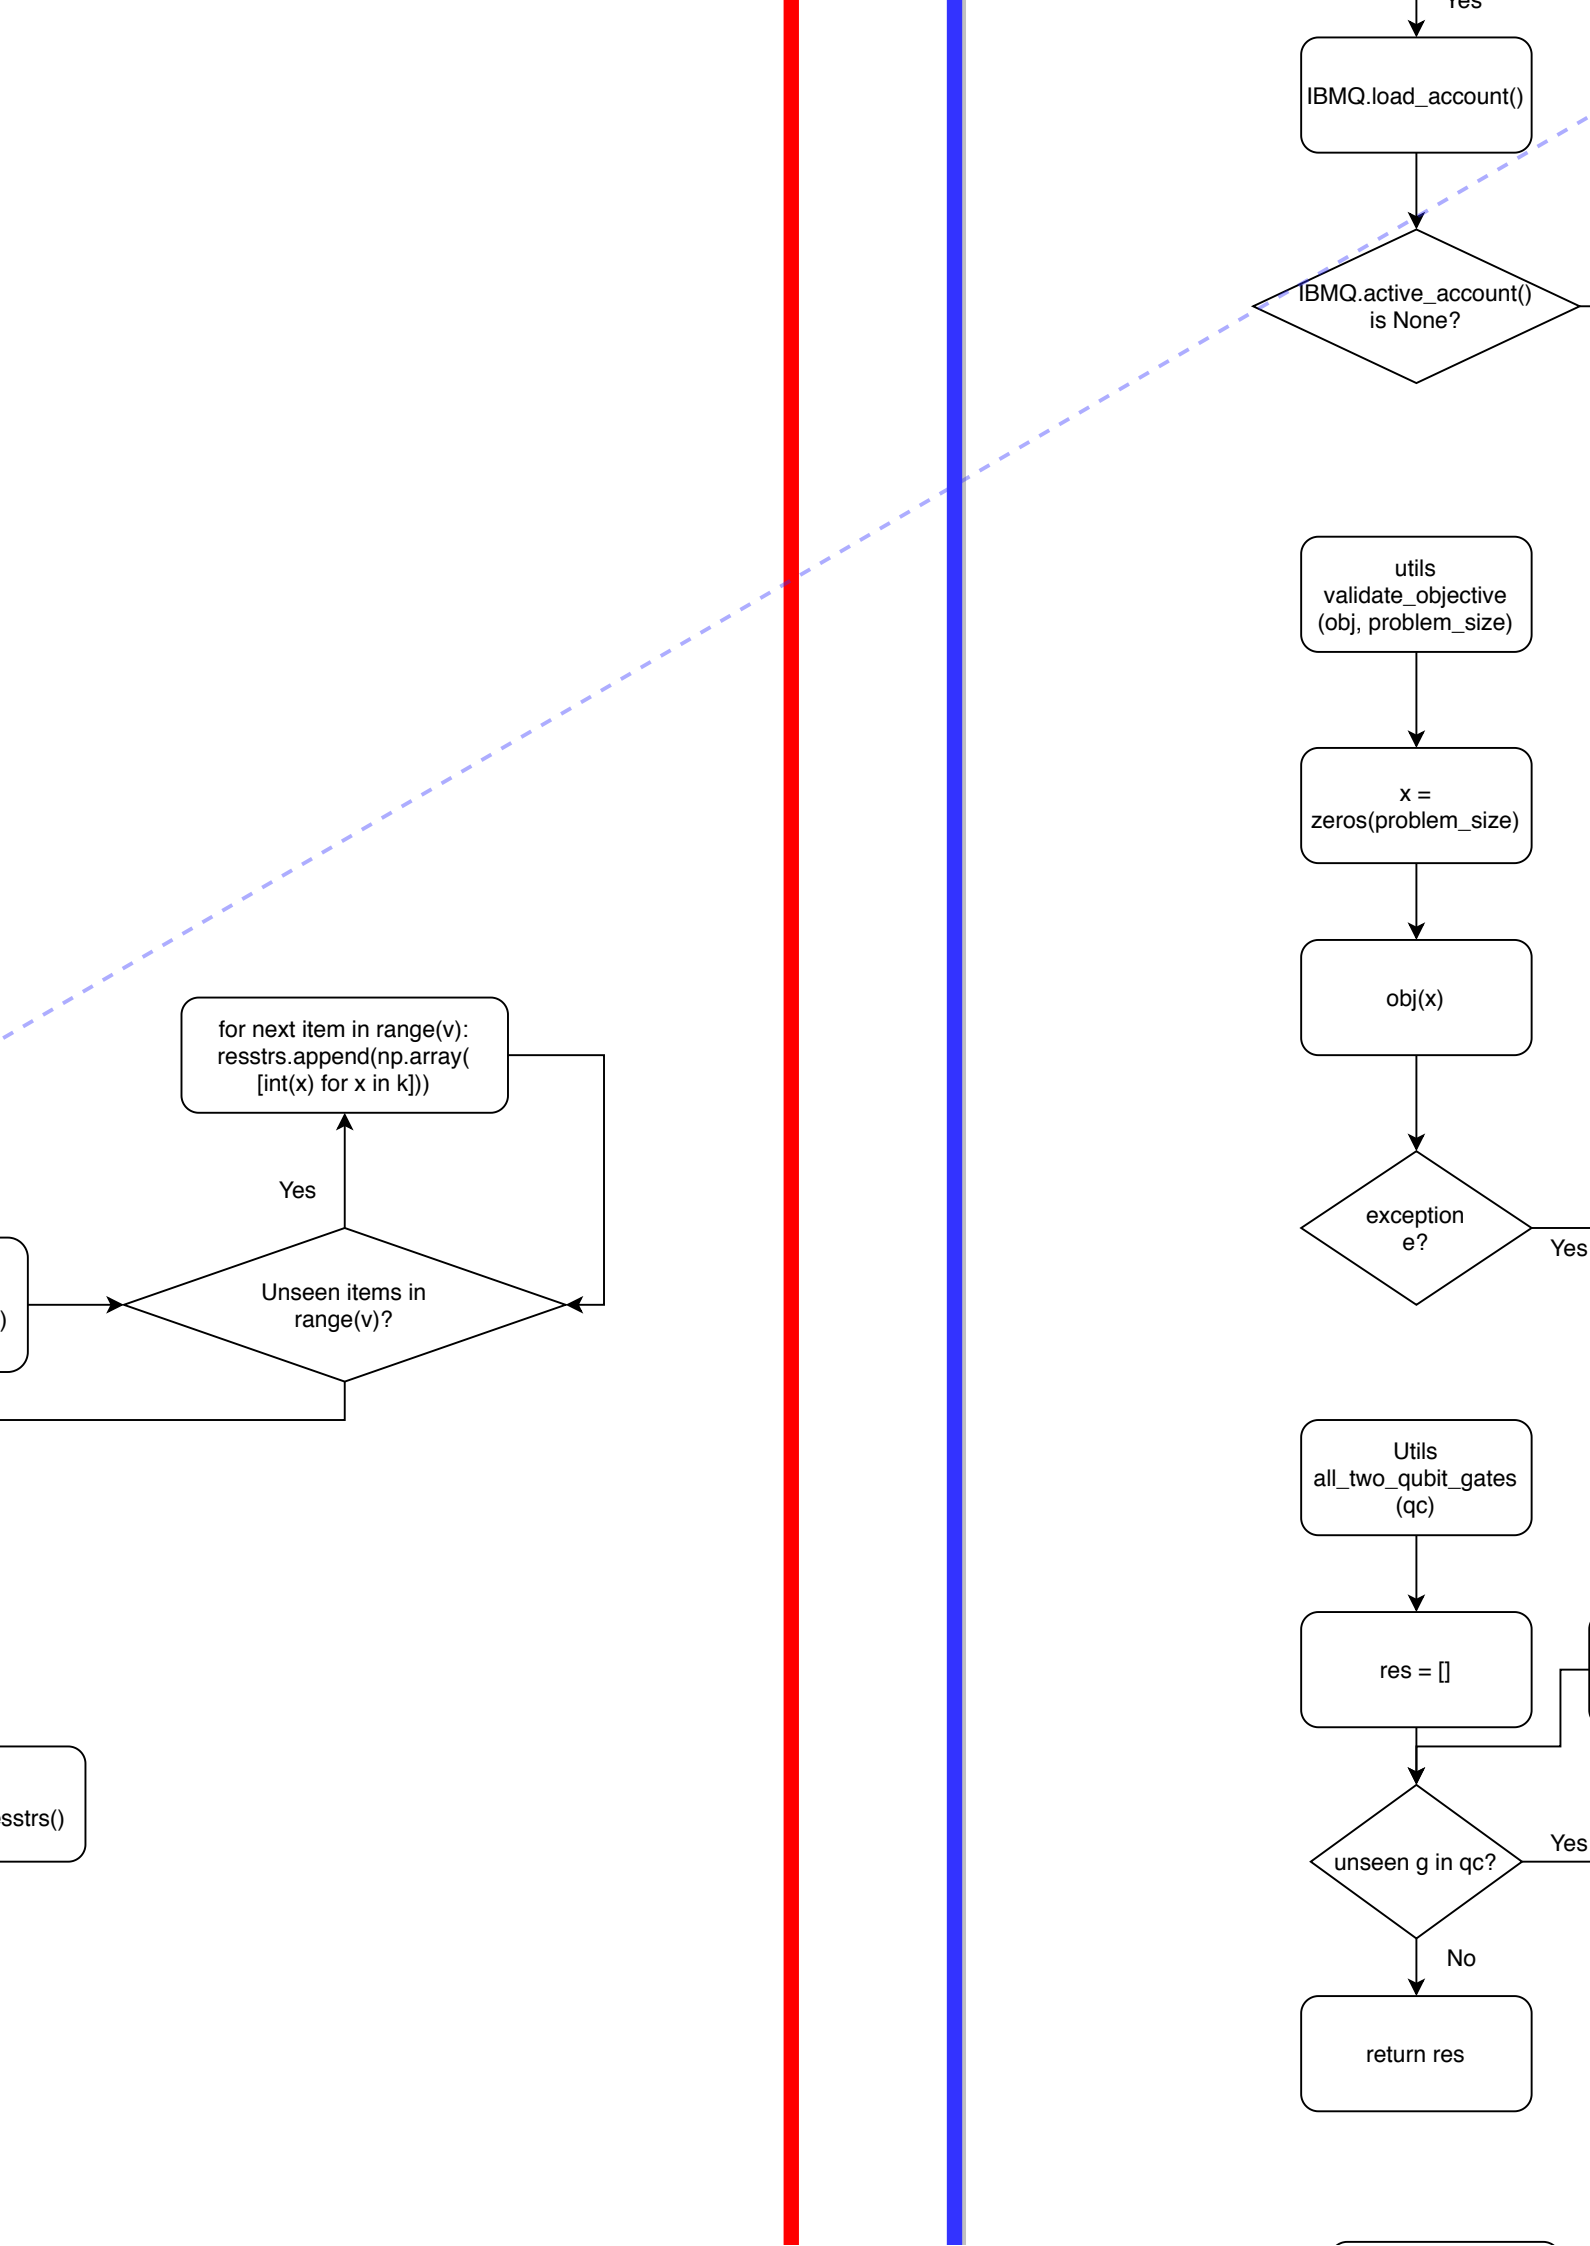 Yes
IBMQ.load_account()
IBMQ.active_account()
is None?
utils
validate_objective
(obj, problem_size)
x =
zeros(problem_size)
obj(x)
exception
e?
Yes
for next item in range(v):
resstrs.append(np.array(
[int(x) for x in k]))
Yes
Unseen items in
range(v)?
)
esstrs()
Utils
all_two_qubit_gates
(qc)
res = []
unseen g in qc?
Yes
No
return res